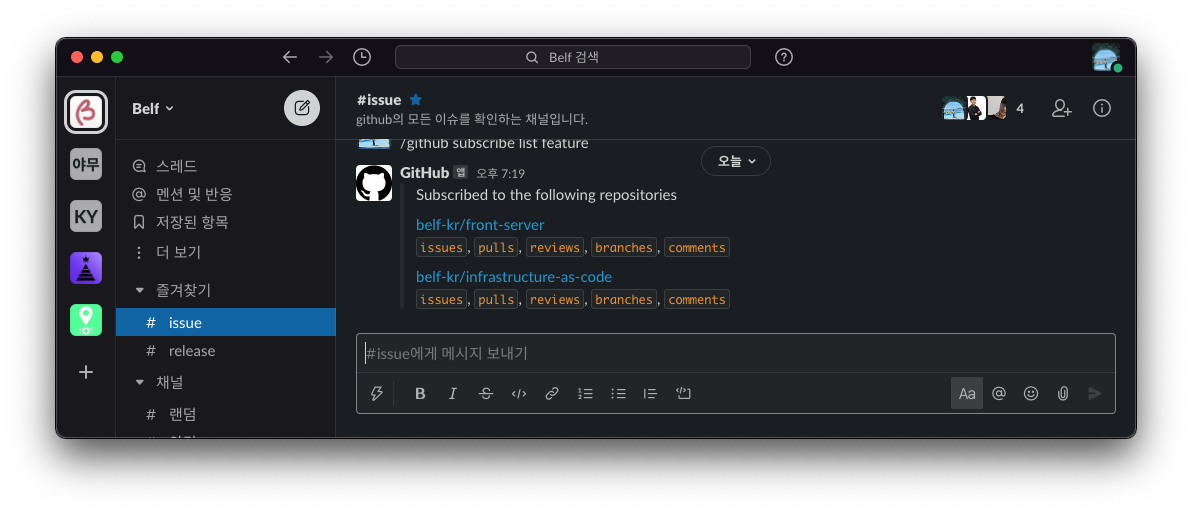 Belf 검색
야무
KY
Belf
스레드
멘션 및 반응
저장된 항목
더 보기
즐겨찾기
# issue
# release
채널
# 랜덤
#issue
github의 모든 이슈를 확인하는 채널입니다.
4
/github subscribe list feature
오늘
GitHub 앱 오후 7:19
Subscribed to the following repositories
belf-kr/front-server
issues, pulls, reviews, branches, comments
belf-kr/infrastructure-as-code
issues, pulls, reviews, branches, comments
#issue에게 메시지 보내기
B I S </>
Aa @